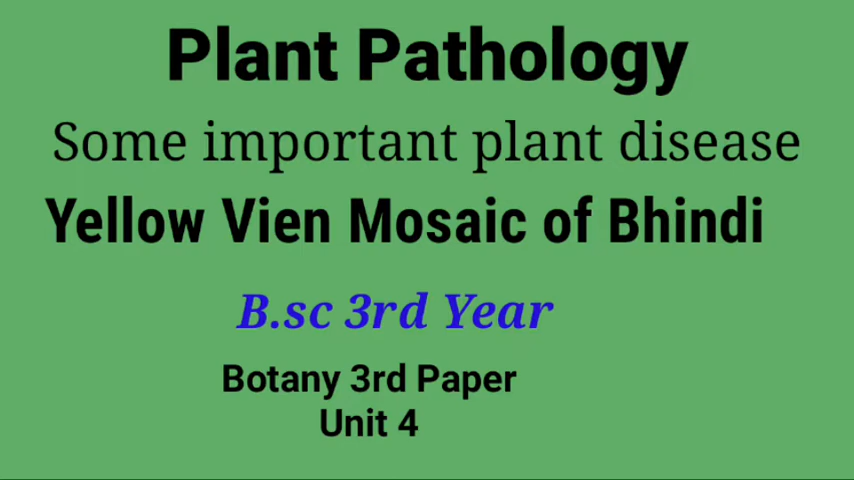 Plant Pathology
Some important plant disease
Yellow Vien Mosaic of Bhindi
B.sc 3rd Year
Botany 3rd Paper
Unit 4